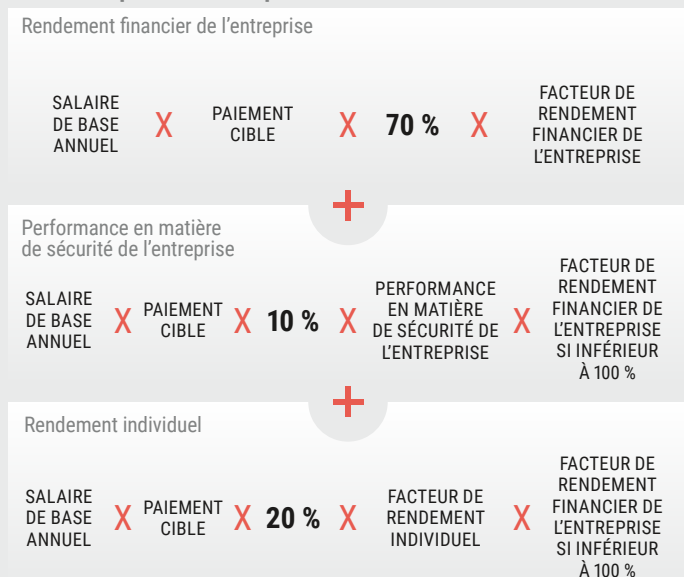 Rendement financier de l'entreprise
SALAIRE
DE BASE
ANNUEL
X
PAIEMENT
CIBLE
X
70 %
X
FACTEUR DE
RENDEMENT
FINANCIER DE
L'ENTREPRISE
+
Performance en matière
de sécurité de l'entreprise
SALAIRE
DE BASE
ANNUEL
X
PAIEMENT
CIBLE
X
10 %
X
PERFORMANCE
EN MATIÈRE
DE SÉCURITÉ DE
L'ENTREPRISE
X
FACTEUR DE
RENDEMENT
FINANCIER DE
L'ENTREPRISE
SI INFÉRIEUR
À 100 %
+
Rendement individuel
SALAIRE
DE BASE
ANNUEL
X
PAIEMENT
CIBLE
X
20 %
X
FACTEUR DE
RENDEMENT
INDIVIDUEL
X
FACTEUR DE
RENDEMENT
FINANCIER DE
L'ENTREPRISE
SI INFÉRIEUR
À 100 %